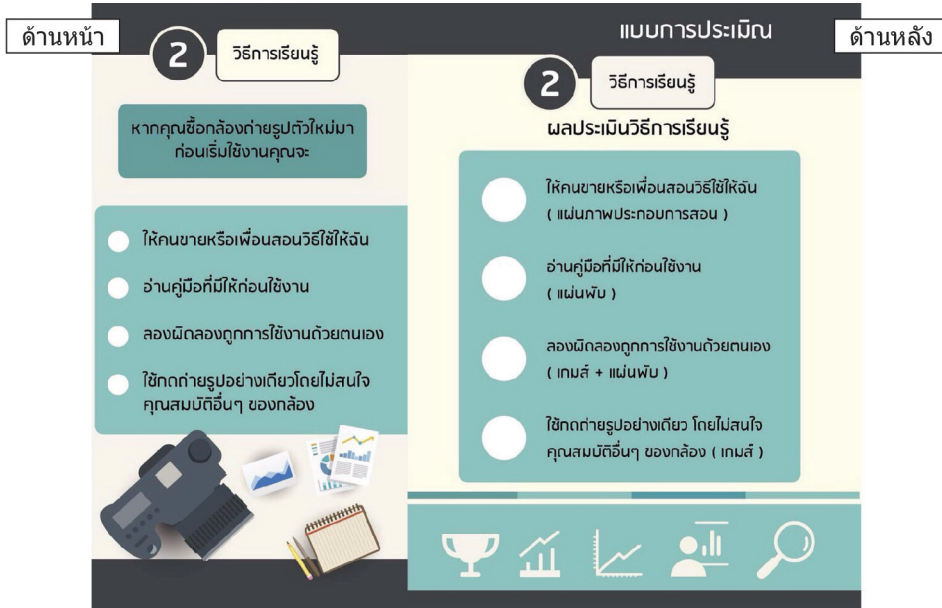 ด้านหน้า
2
วิธีการเรียนรู้
หากคุณซื้อกล้องถ่ายรูปตัวใหม่มา
ก่อนเริ่มใช้งานคุณจะ
ให้คนขายหรือเพื่อนสอนวิธีใช้ให้ฉัน
อ่านคู่มือที่มีให้ก่อนใช้งาน
ลองผิดลองถูกการใช้งานด้วยตนเอง
ใช้กดถ่ายรูปอย่างเดียวโดยไม่สนใจ
คุณสมบัติอื่นๆ ของกล้อง
แบบการประเมิณ
ด้านหลัง
2
วิธีการเรียนรู้
ผลประเมินวิธีการเรียนรู้
ให้คนขายหรือเพื่อนสอนวิธีใช้ให้ฉัน
( แผ่นภาพประกอบการสอน )
อ่านคู่มือที่มีให้ก่อนใช้งาน
( แผ่นพับ )
ลองผิดลองถูกการใช้งานด้วยตนเอง
( เกมส์ + แผ่นพับ )
ใช้กดถ่ายรูปอย่างเดียว โดยไม่สนใจ
คุณสมบัติอื่นๆ ของกล้อง ( เกมส์ )